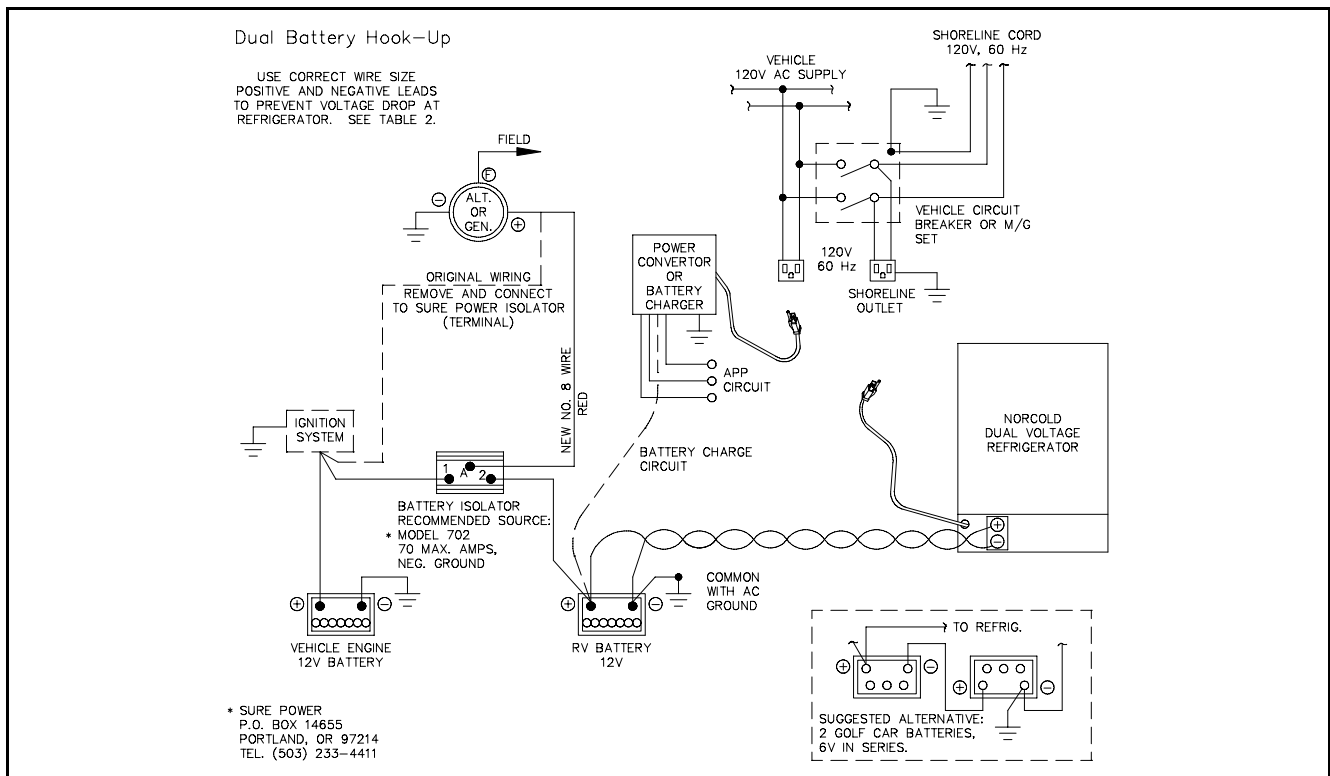 Dual Battery Hook-Up
USE CORRECT WIRE SIZE
POSITIVE AND NEGATIVE LEADS
TO PREVENT VOLTAGE DROP AT
REFRIGERATOR. SEE TABLE 2.
FIELD
F
ALT.
OR
GEN.
- +
ORIGINAL WIRING
REMOVE AND CONNECT
TO SURE POWER ISOLATOR
(TERMINAL)
NEW NO. 8 WIRE
RED
IGNITION
SYSTEM
1 A 2
BATTERY ISOLATOR
RECOMMENDED SOURCE:
* MODEL 702
70 MAX. AMPS,
NEG. GROUND
+ -
VEHICLE ENGINE
12V BATTERY
* SURE POWER
P.O. BOX 14655
PORTLAND, OR 97214
TEL. (503) 233-4411
VEHICLE
120V AC SUPPLY
SHORELINE CORD
120V, 60 Hz
VEHICLE CIRCUIT
BREAKER OR M/G
SET
120V
60 Hz
SHORELINE
OUTLET
POWER
CONVERTOR
OR
BATTERY
CHARGER
APP
CIRCUIT
BATTERY CHARGE
CIRCUIT
NORCOLD
DUAL VOLTAGE
REFRIGERATOR
+
-
COMMON
WITH AC
GROUND
+ -
RV BATTERY
12V
TO REFRIG.
+ -
+ -
SUGGESTED ALTERNATIVE:
2 GOLF CAR BATTERIES,
6V IN SERIES.